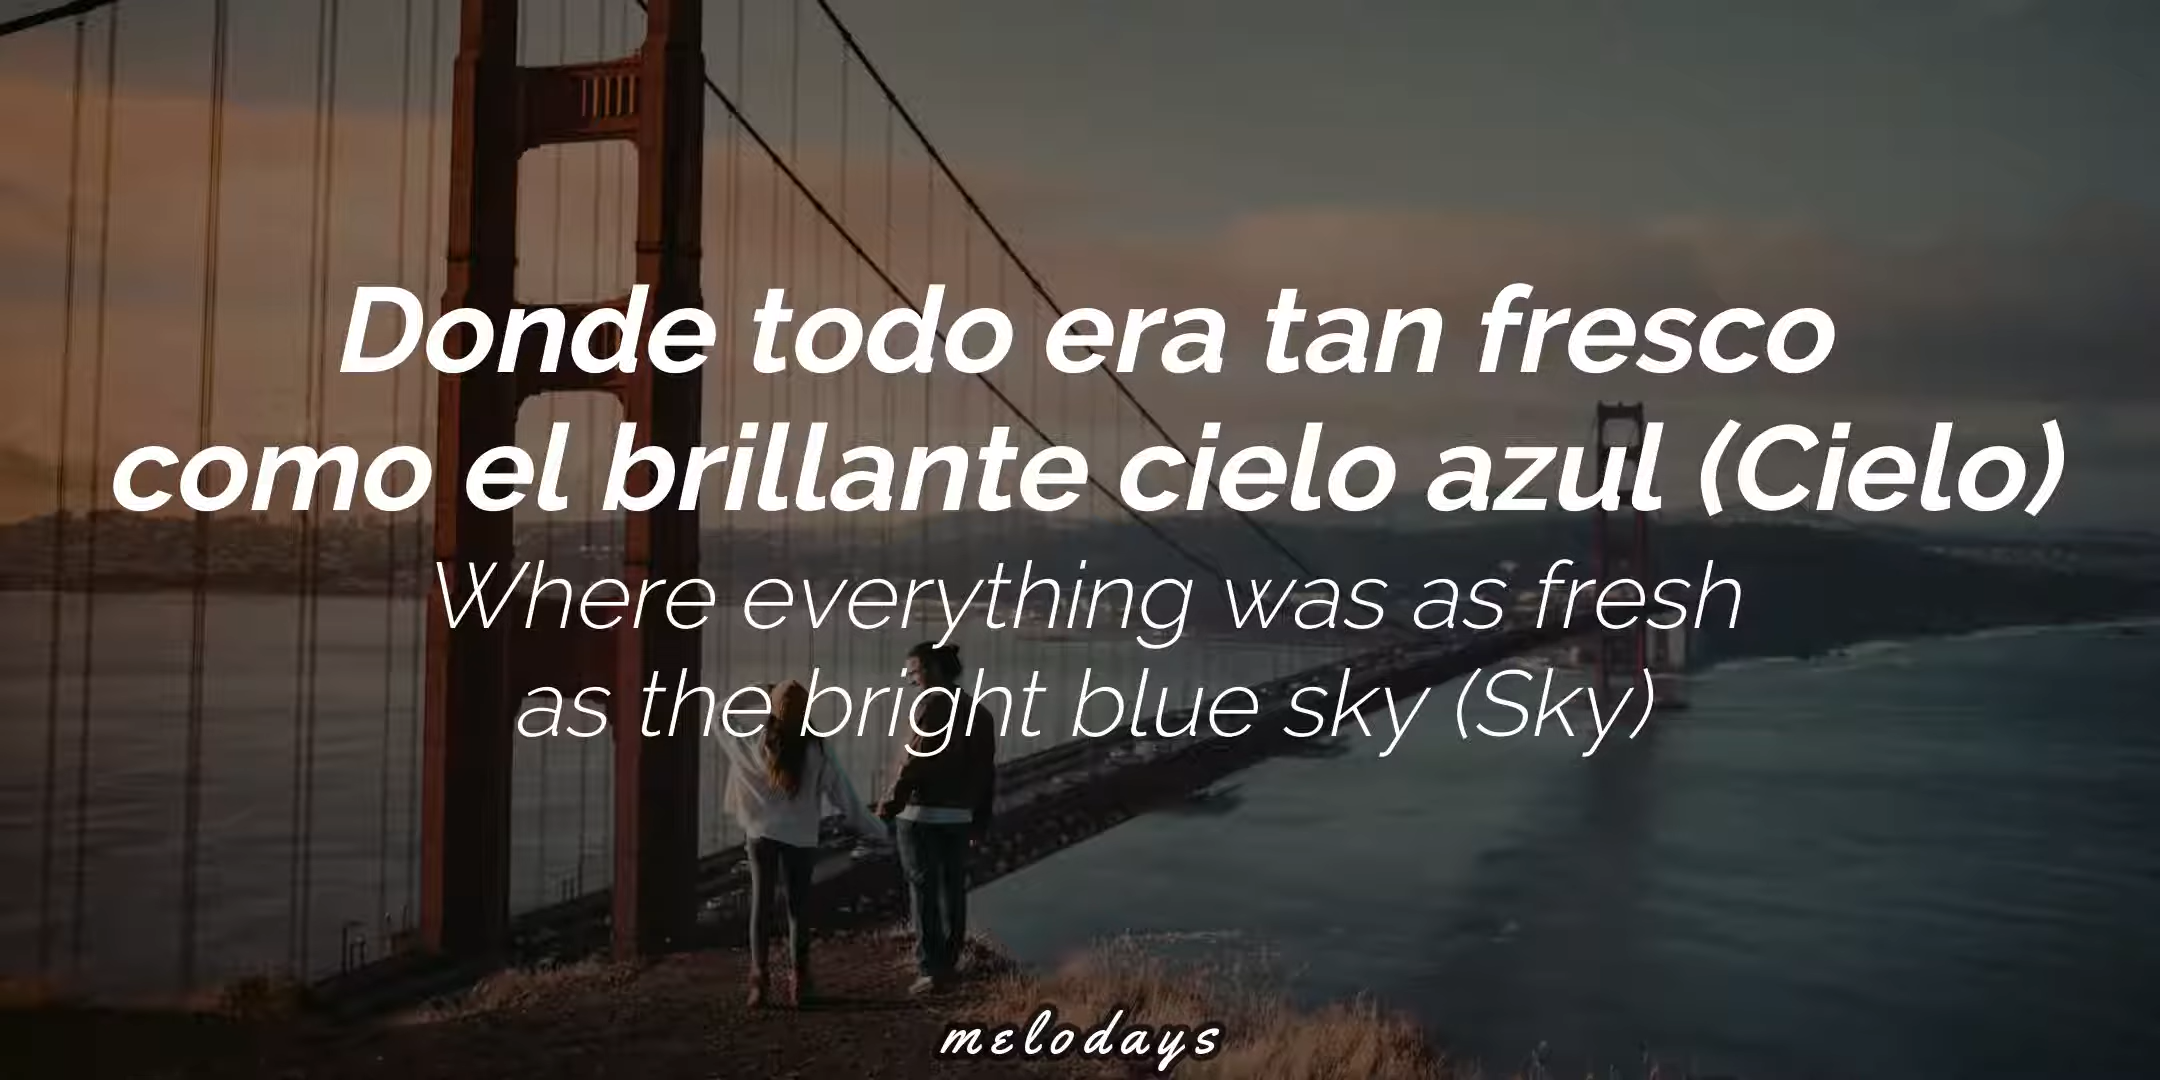 Donde todo era tan fresco
como el brillante cielo azul (Cielo)
Where everything was as fresh
as the bright blue sky (Sky)
melodays